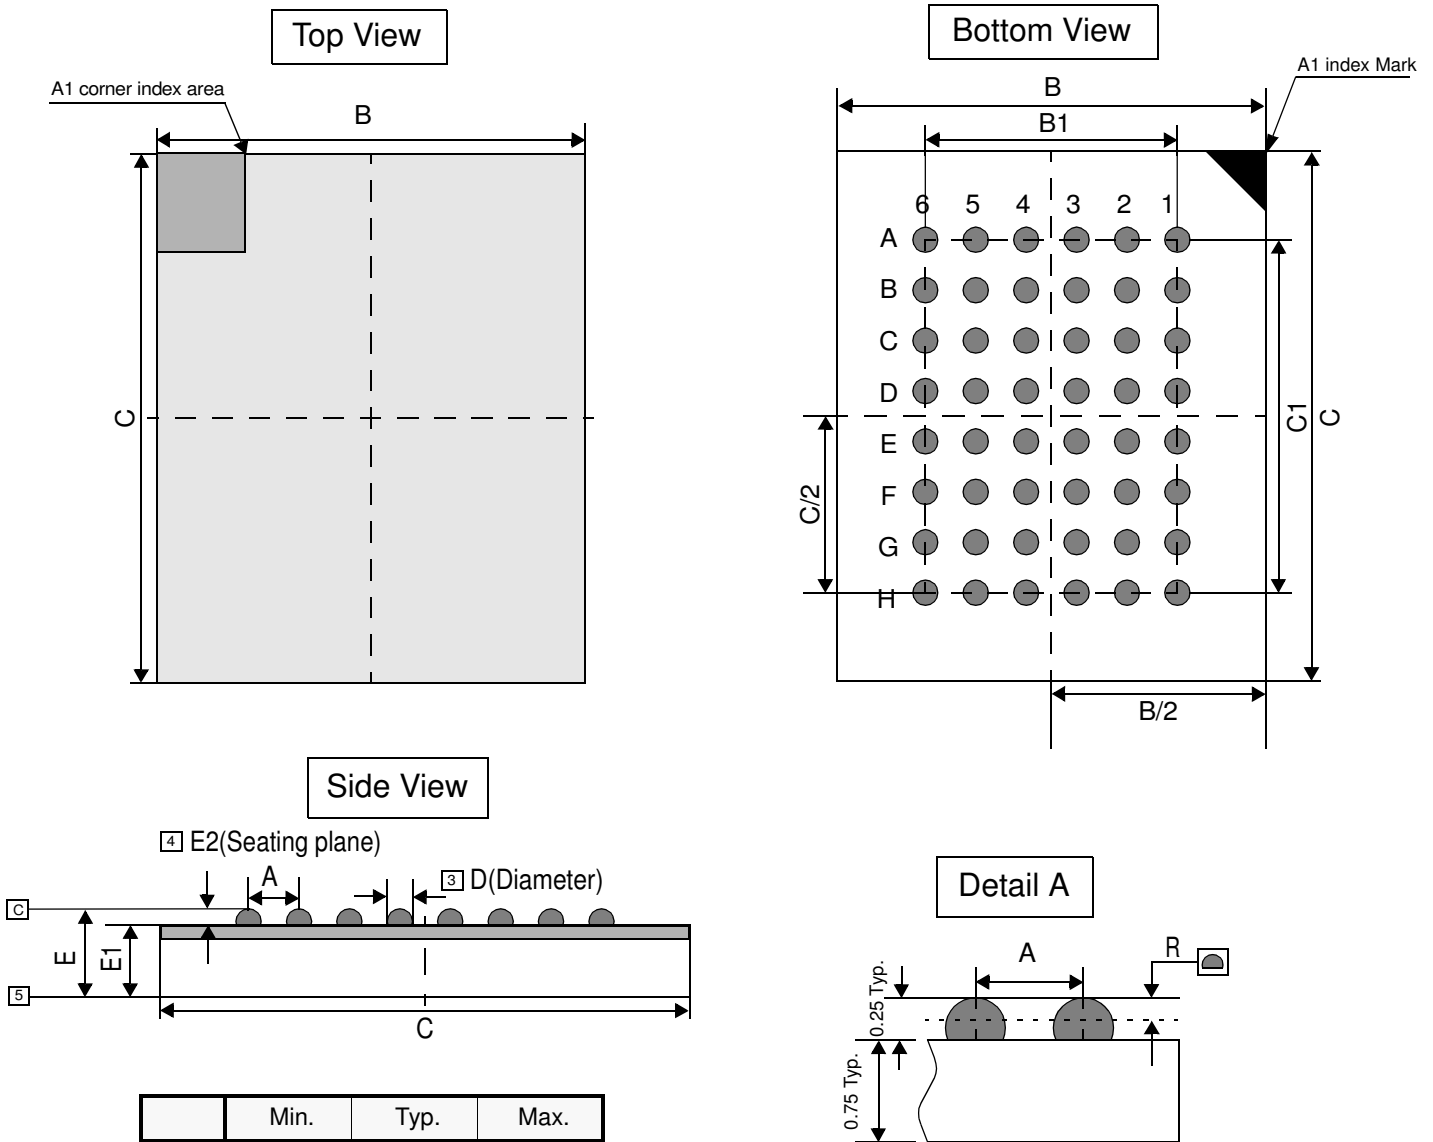 Top View
Bottom View
A1 corner index area
A1 index Mark
B
B
B1
6 5 4 3 2 1
A
B
C
D
E
F
G
H
C
C/2
C1
C
B/2
Side View
4 E2(Seating plane)
A
3 D(Diameter)
C
E
E1
5
C
Detail A
A
R
0.25 Typ.
0.75 Typ.
Min. Typ. Max.